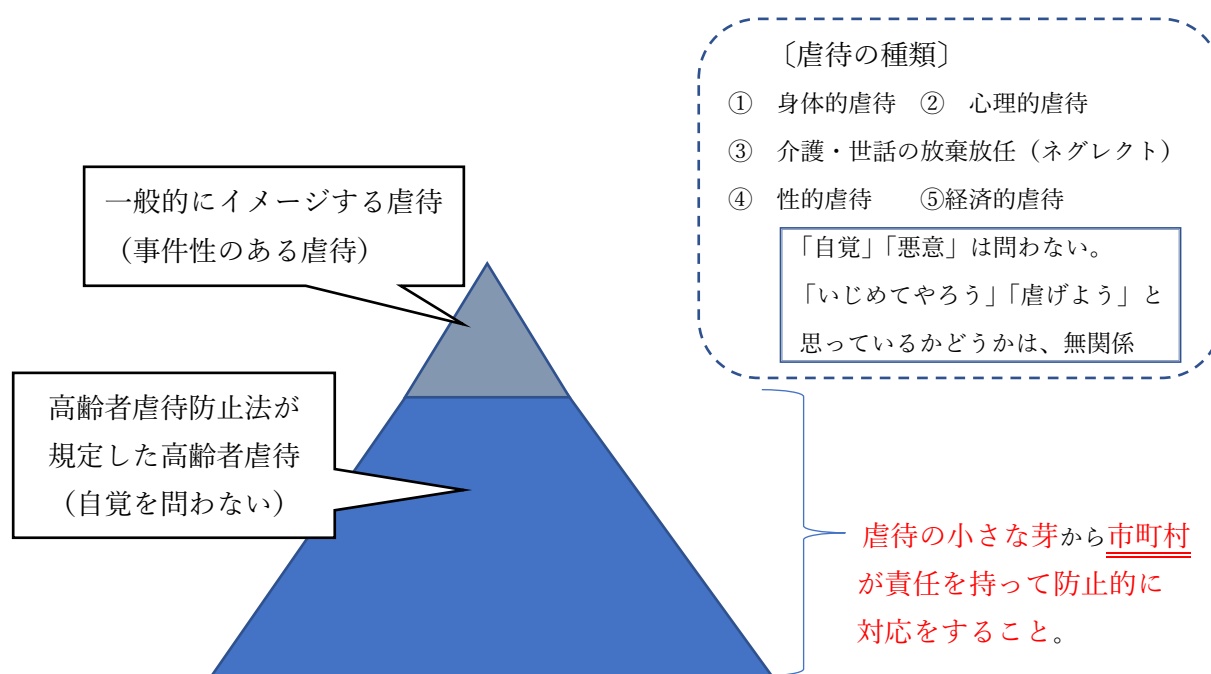 〔虐待の種類〕
① 身体的虐待 ② 心理的虐待
③ 介護・世話の放棄放任（ネグレクト）
④ 性的虐待 ⑤経済的虐待
「自覚」「悪意」は問わない。
「いじめてやろう」「虐げよう」と
思っているかどうかは、無関係
一般的にイメージする虐待
（事件性のある虐待）
高齢者虐待防止法が
規定した高齢者虐待
（自覚を問わない）
虐待の小さな芽から市町村
が責任を持って防止的に
対応をすること。